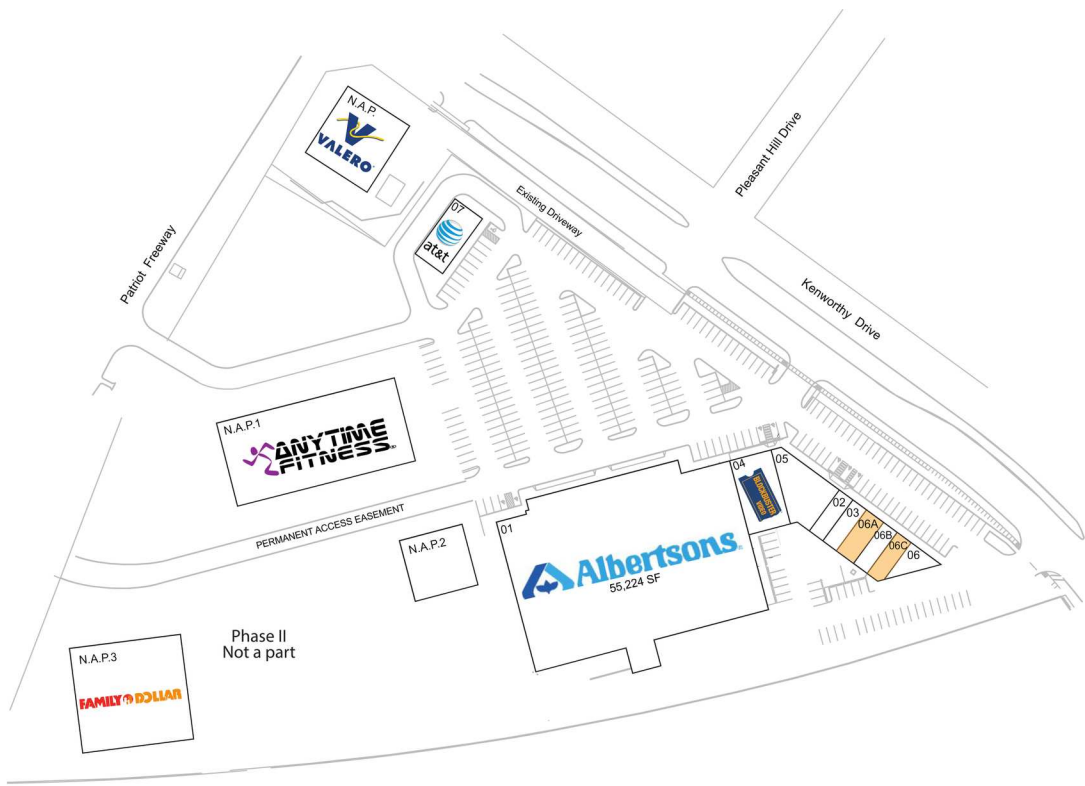 N.A.P.
VALERO
Pleasant Hill Drive
07
at&t
Existing Driveway
Patriot Freeway
Kenworthy Drive
N.A.P.1
ANYTIME
FITNESS
PERMANENT ACCESS EASEMENT
N.A.P.2
01
Albertsons
55,224 SF
04
BLOCKBUSTER
VIDEO
05
02
03
06A
06B
06C
06
Phase II
Not a part
N.A.P.3
FAMILY DOLLAR